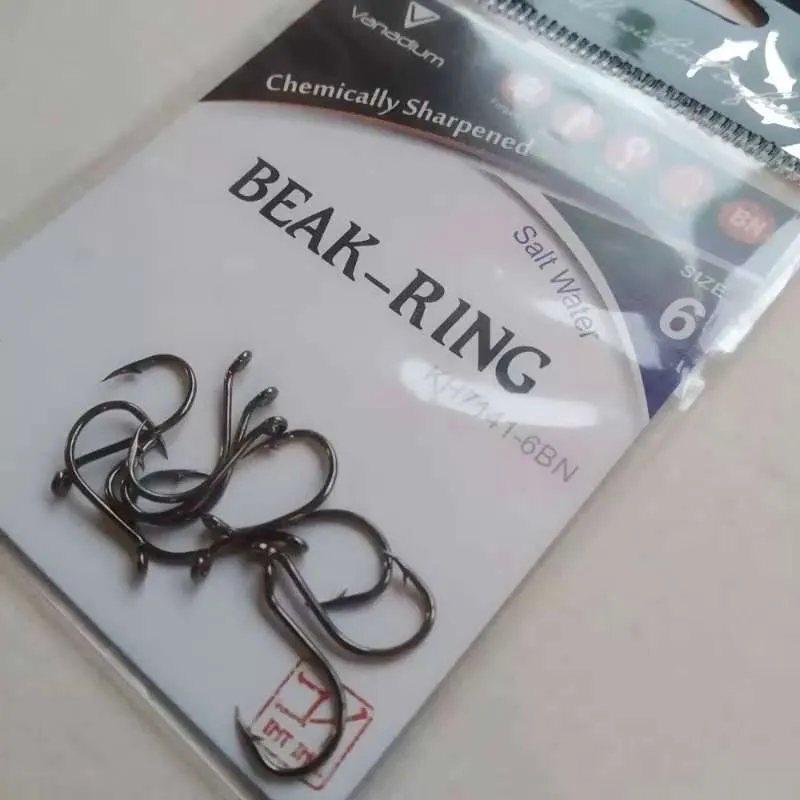 Vanadium
Chemically Sharpened
BEAK-RING
Salt Water
KH7141-6BN
BN
SIZE
6